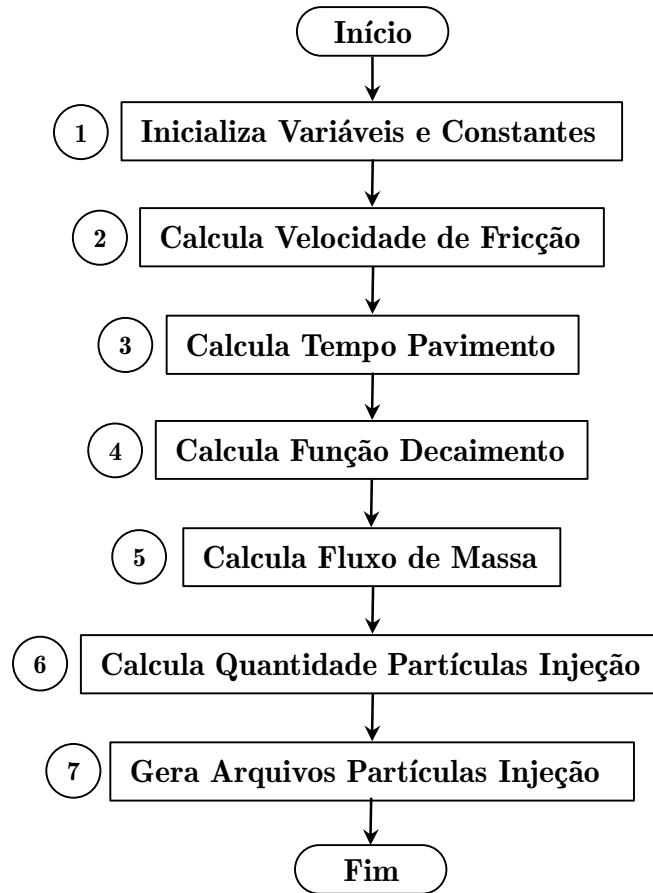 Início
1 Inicializa Variáveis e Constantes
2 Calcula Velocidade de Fricção
3 Calcula Tempo Pavimento
4 Calcula Função Decaimento
5 Calcula Fluxo de Massa
6 Calcula Quantidade Partículas Injeção
7 Gera Arquivos Partículas Injeção
Fim